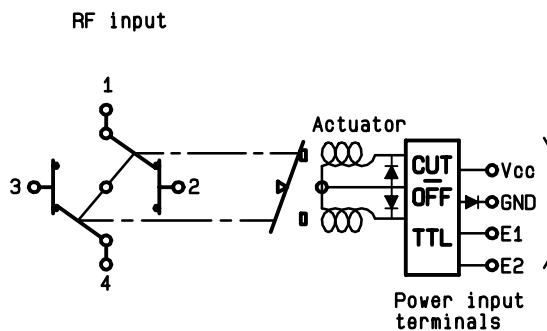 RF input
1
Actuator
3
2
4
CUT
OFF
TTL
Vcc
GND
E1
E2
Power input
terminals